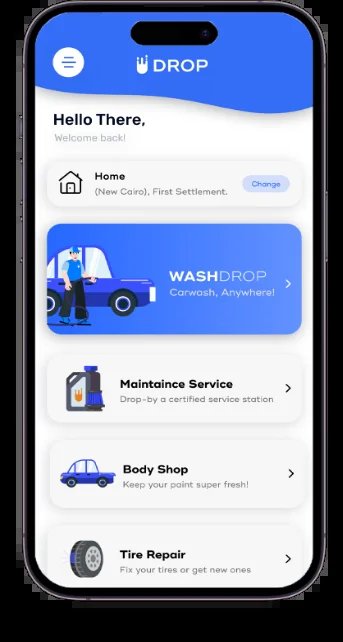 DROP
Hello There,
Welcome back!
Home
(New Cairo), First Settlement.
Change
WASHDROP
Carwash, Anywhere!
Maintaince Service
Drop-by a certified service station
Body Shop
Keep your paint super fresh!
Tire Repair
Fix your tires or get new ones